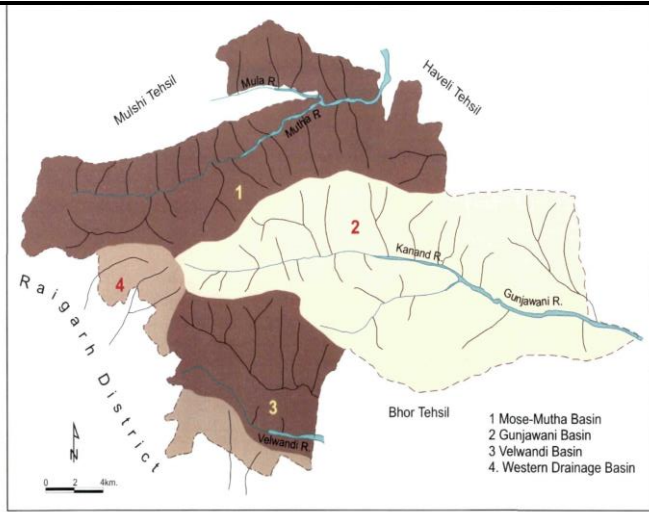 Mulshi Tehsil
Haveli Tehsil
Mula R.
Mutha R
1
2
Kanand R.
Gunjawani R.
4
3
Velwandi R.
Raigarh District
Bhor Tehsil
N
0 2 4km.
1 Mose-Mutha Basin
2 Gunjawani Basin
3 Velwandi Basin
4. Western Drainage Basin